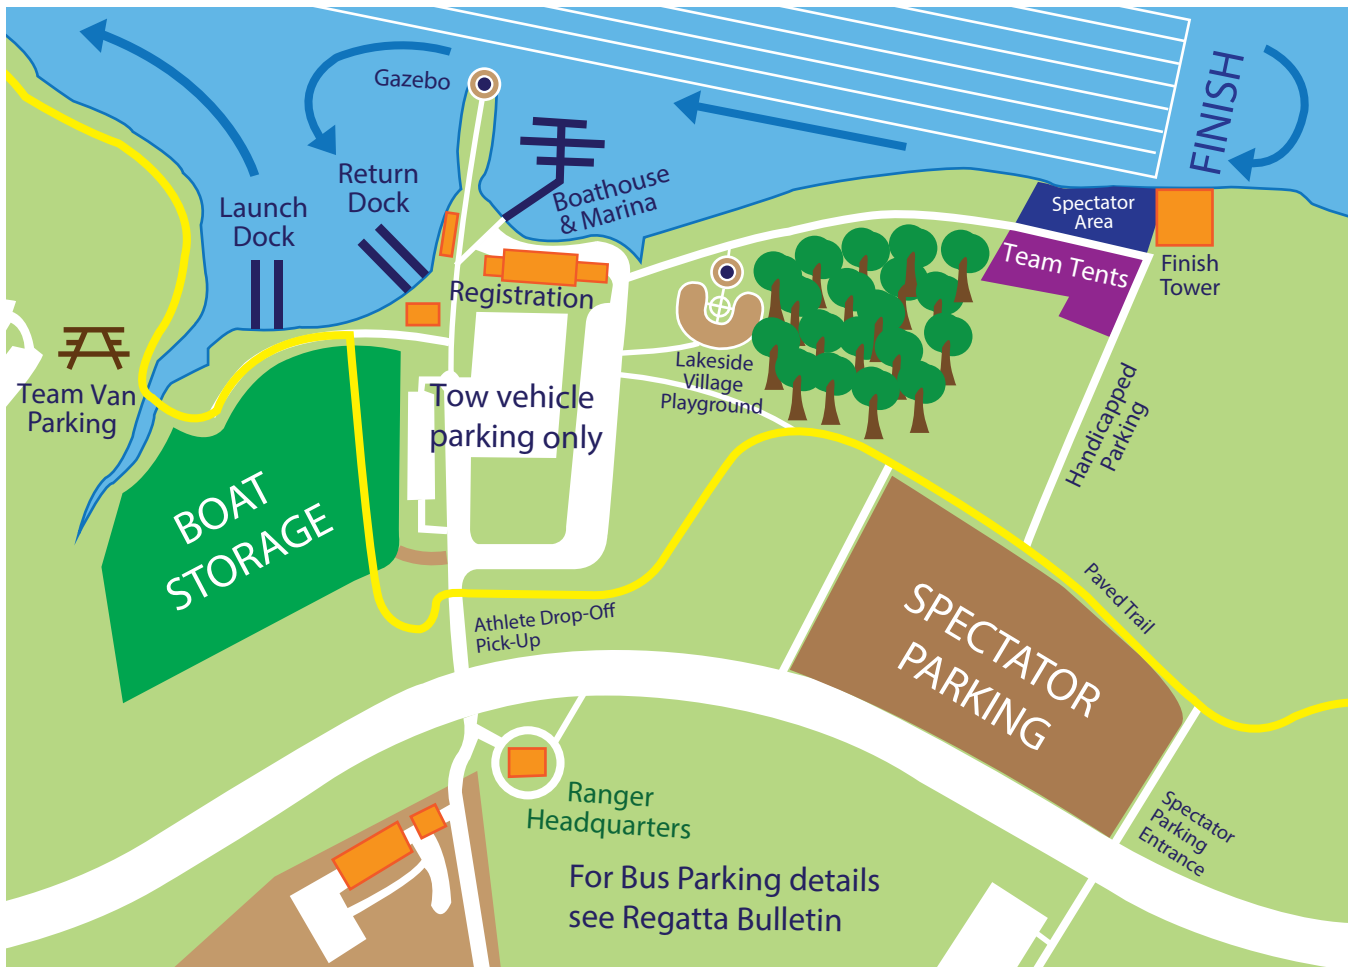 Gazebo
FINISH
Return
Dock
Boathouse
& Marina
Launch
Dock
Spectator
Area
Team Tents
Finish
Tower
Registration
Team Van
Parking
Tow vehicle
parking only
Lakeside
Village
Playground
Handicapped
Parking
BOAT
STORAGE
Paved Trail
Athlete Drop-Off
Pick-Up
SPECTATOR
PARKING
Ranger
Headquarters
Spectator
Parking
Entrance
For Bus Parking details
see Regatta Bulletin